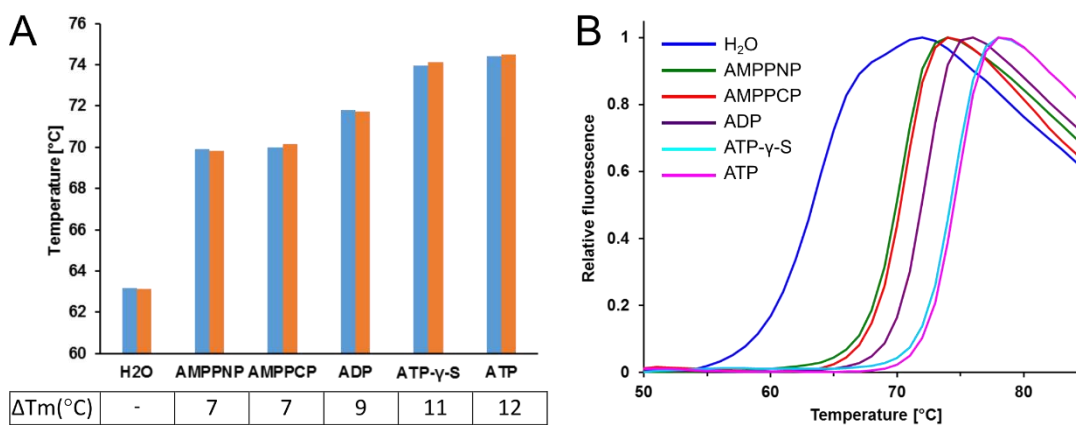 A
Temperature [°C]
76
74
72
70
68
66
64
62
60
H2O AMPPNP AMPPCP ADP ATP-γ-S ATP
ΔTm(°C) - 7 7 9 11 12
B
Relative fluorescence
1
0.8
0.6
0.4
0.2
0
H₂O
AMPPNP
AMPPCP
ADP
ATP-γ-S
ATP
50 60 70 80
Temperature [°C]